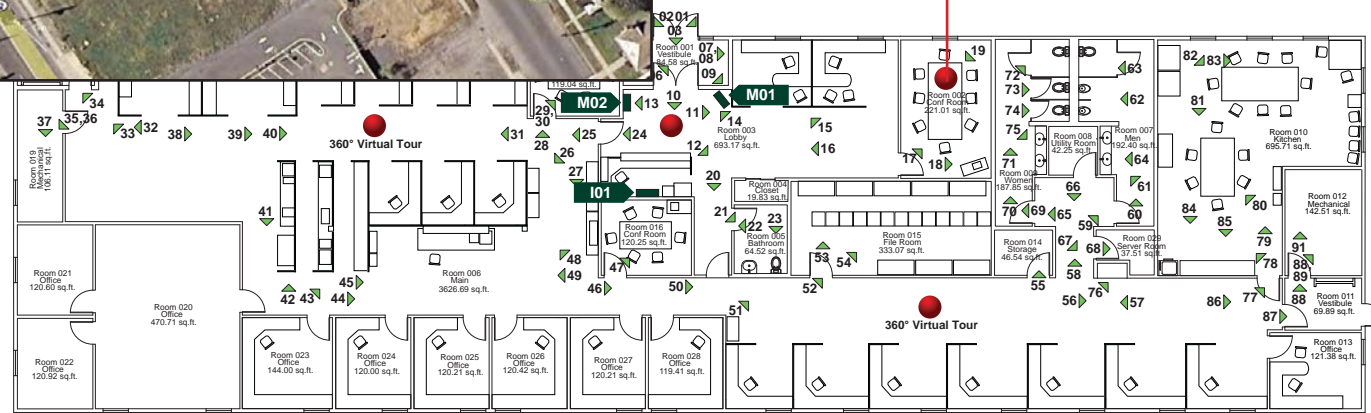 02 01
03
Room 001
Vestibule
84.58 sq.ft.
07,
08
09
6
119.04 sq.ft.
M02
13
10
M01
11
14
29,
30
28
31
25
24
26
27
12
Room 003
Lobby
693.17 sq.ft.
15
16
17
18
19
Room 002
Conf Room
221.01 sq.ft.
34
35,
36
37
33
32
38
39
40
360° Virtual Tour
Room 019
Mechanical
106.11 sq.ft.
I01
20
Room 004
Closet
19.83 sq.ft.
21
22
23
Room 005
Bathroom
64.52 sq.ft.
Room 016
Conf Room
120.25 sq.ft.
47
48
49
46
50
Room 015
File Room
333.07 sq.ft.
53
54
52
51
41
42
43
44
45
Room 006
Main
3626.69 sq.ft.
Room 021
Office
120.60 sq.ft.
Room 020
Office
470.71 sq.ft.
Room 022
Office
120.92 sq.ft.
Room 023
Office
144.00 sq.ft.
Room 024
Office
120.00 sq.ft.
Room 025
Office
120.21 sq.ft.
Room 026
Office
120.42 sq.ft.
Room 027
Office
120.21 sq.ft.
Room 028
Office
119.41 sq.ft.
360° Virtual Tour
72
73
74
75
63
62
64
61
60
Room 008
Utility Room
42.25 sq.ft.
Room 007
Men
192.40 sq.ft.
71
Women
187.85 sq.ft.
70
69
65
66
59
67
68
58
Room 014
Storage
46.54 sq.ft.
55
Room 029
Server Room
37.51 sq.ft.
76
56
57
82
83
81
Room 010
Kitchen
695.71 sq.ft.
80
84
85
79
78
77
86
87
Room 012
Mechanical
142.51 sq.ft.
91
88
89
88
Room 011
Vestibule
69.89 sq.ft.
Room 013
Office
121.38 sq.ft.